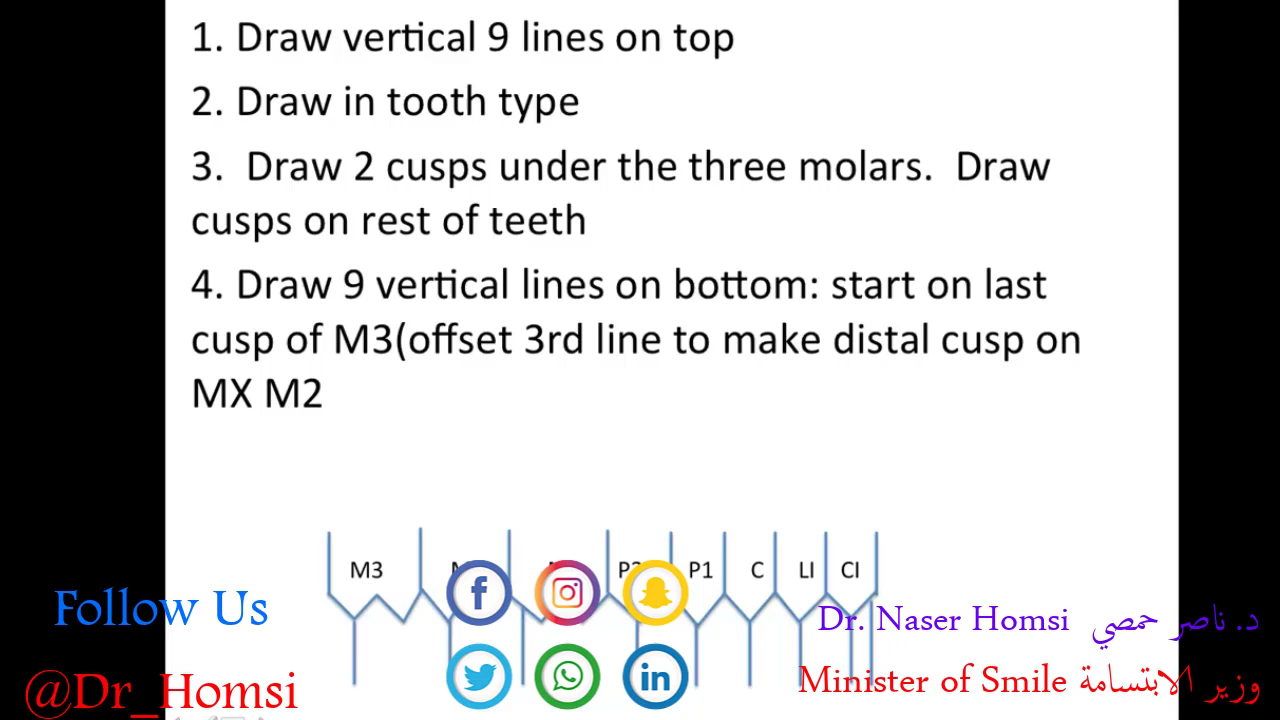 1. Draw vertical 9 lines on top
2. Draw in tooth type
3. Draw 2 cusps under the three molars. Draw
cusps on rest of teeth
4. Draw 9 vertical lines on bottom: start on last
cusp of M3(offset 3rd line to make distal cusp on
MX M2
M3 P1 C LI CI
Follow Us
Dr. Naser Homsi د. ناصر حمصي
@Dr_Homsi
Minister of Smile وزير الابتسامة